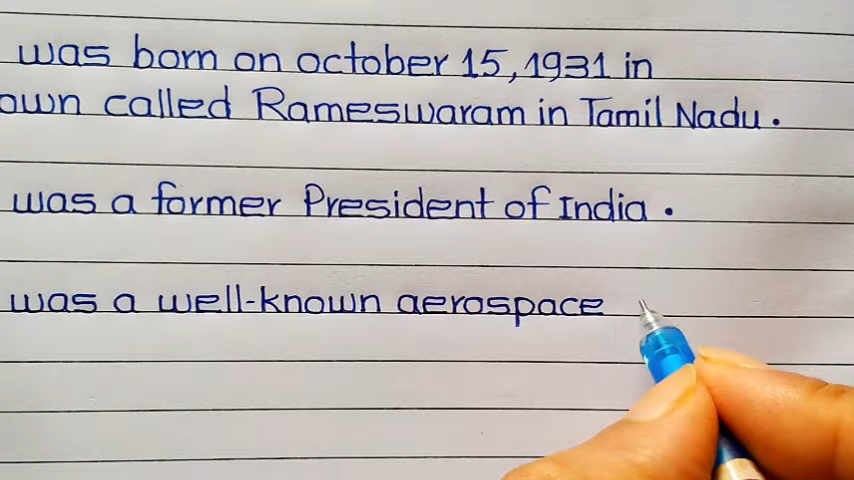 was born on october 15, 1931 in
own called Rameswaram in Tamil Nadu.
was a former President of India.
was a well-known aerospace